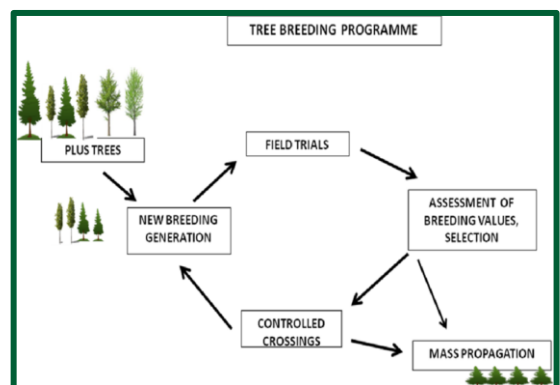 TREE BREEDING PROGRAMME
PLUS TREES
FIELD TRIALS
NEW BREEDING
GENERATION
ASSESSMENT OF
BREEDING VALUES,
SELECTION
CONTROLLED
CROSSINGS
MASS PROPAGATION